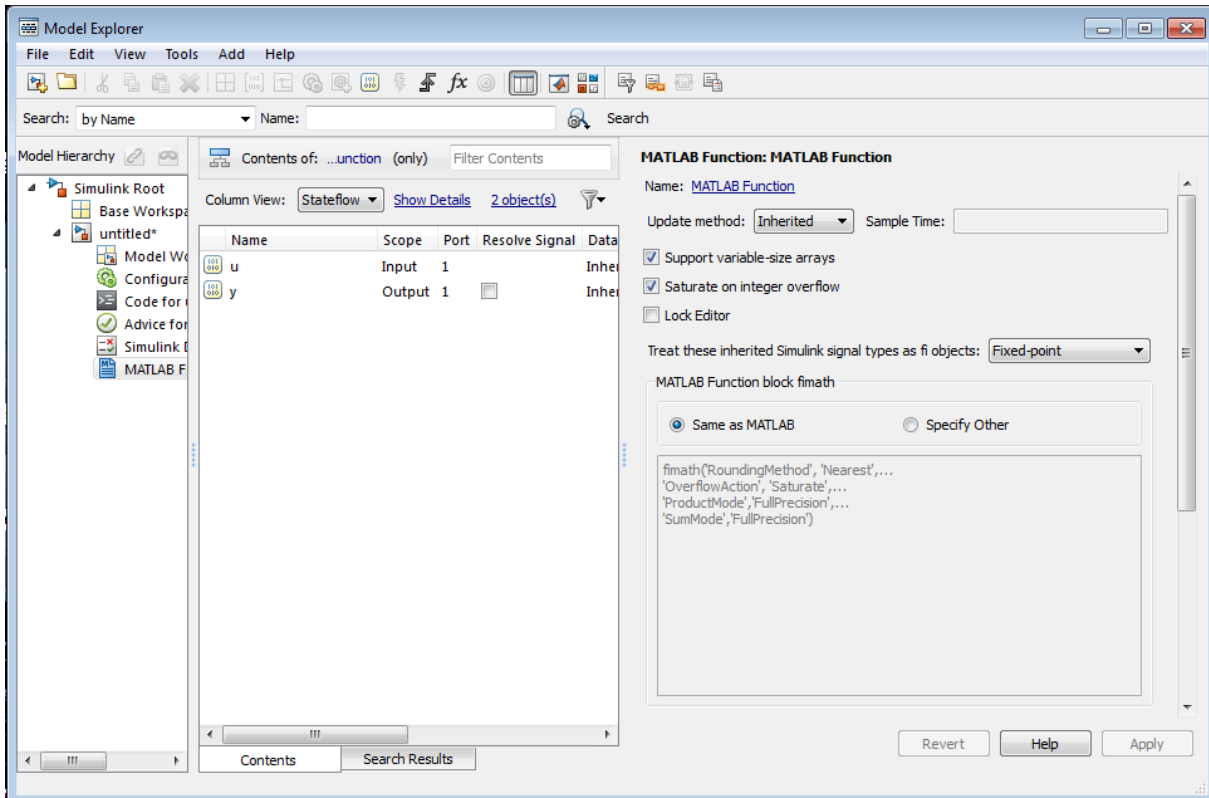 Model Explorer
File Edit View Tools Add Help
fx
Search: by Name Name: Search
Model Hierarchy
Simulink Root
Base Workspa
untitled*
Model Wo
Configura
Code for
Advice for
Simulink
MATLAB F
Contents of: ...unction (only) Filter Contents
Column View: Stateflow Show Details 2 object(s)
Name Scope Port Resolve Signal Data
u Input 1 Inher
y Output 1 Inher
Contents Search Results
MATLAB Function: MATLAB Function
Name: MATLAB Function
Update method: Inherited Sample Time:
Support variable-size arrays
Saturate on integer overflow
Lock Editor
Treat these inherited Simulink signal types as fi objects: Fixed-point
MATLAB Function block fimath
Same as MATLAB Specify Other
fimath('RoundingMethod', 'Nearest',...
'OverflowAction', 'Saturate',...
'ProductMode','FullPrecision',...
'SumMode','FullPrecision')
Revert Help Apply